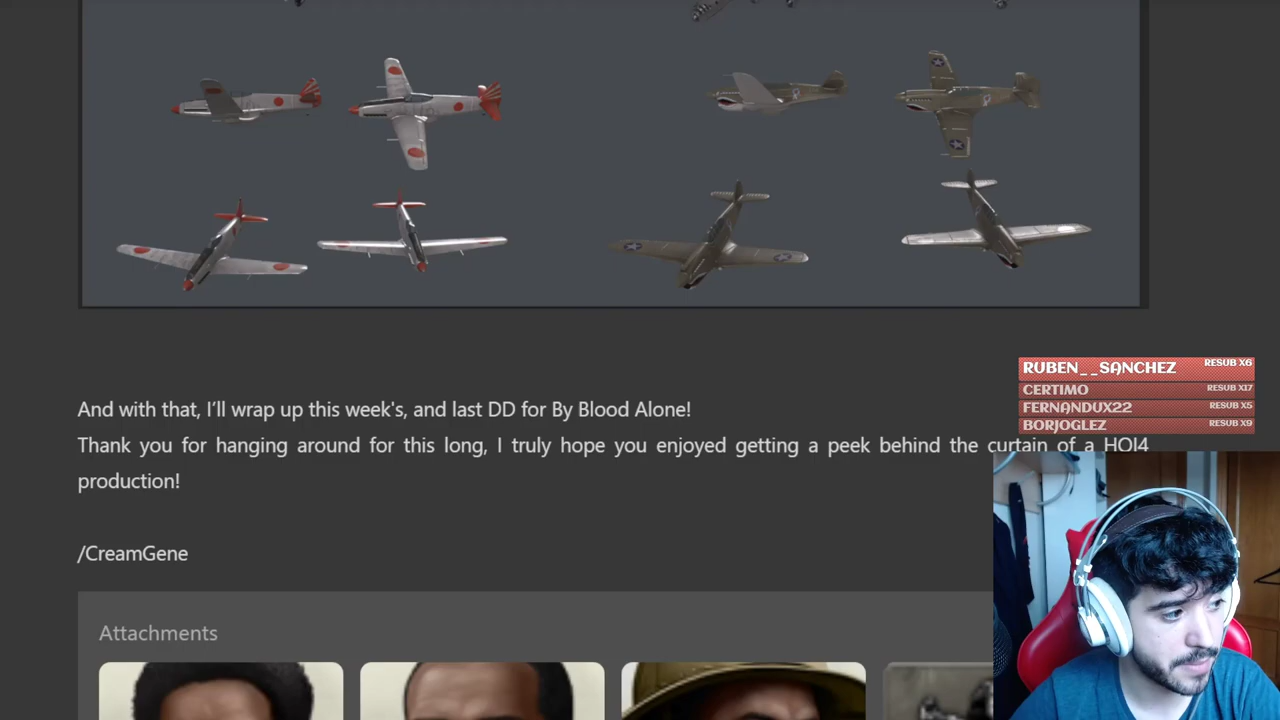 RUBEN__SANCHEZ RESUB X6
CERTIMO RESUB X17
FERNANDUX22 RESUB X5
BORJOGLEZ RESUB X9
And with that, I’ll wrap up this week's, and last DD for By Blood Alone!
Thank you for hanging around for this long, I truly hope you enjoyed getting a peek behind the curtain of a HOI4
production!
/CreamGene
Attachments